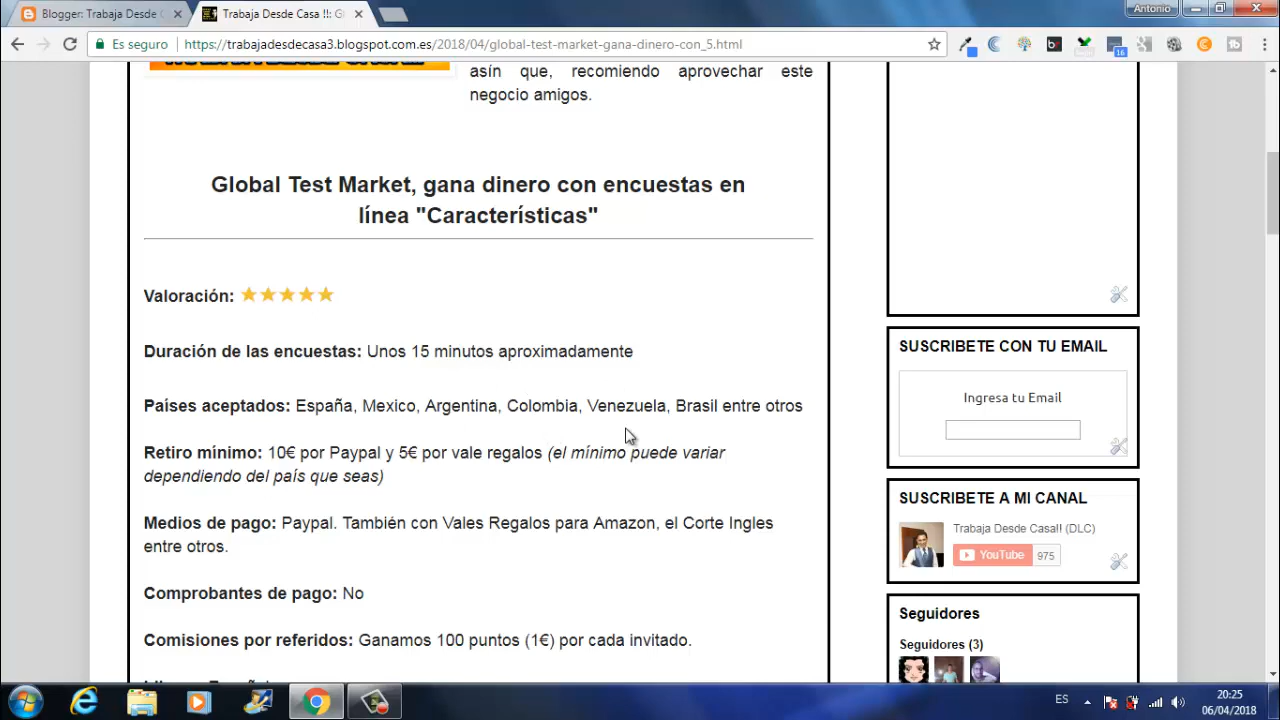 Blogger: Trabaja Desde C
Trabaja Desde Casa !!: Gl
Antonio
Es seguro
https://trabajadesdecasa3.blogspot.com.es/2018/04/global-test-market-gana-dinero-con_5.html
16
así que, recomiendo aprovechar este
negocio amigos.
Global Test Market, gana dinero con encuestas en
línea "Características"
Valoración:
Duración de las encuestas: Unos 15 minutos aproximadamente
Países aceptados: España, Mexico, Argentina, Colombia, Venezuela, Brasil entre otros
Retiro mínimo: 10€ por Paypal y 5€ por vale regalos (el mínimo puede variar
dependiendo del país que seas)
Medios de pago: Paypal. También con Vales Regalos para Amazon, el Corte Ingles
entre otros.
Comprobantes de pago: No
Comisiones por referidos: Ganamos 100 puntos (1€) por cada invitado.
SUSCRIBETE CON TU EMAIL
Ingresa tu Email
SUSCRIBETE A MI CANAL
Trabaja Desde Casa!! (DLC)
YouTube 975
Seguidores
Seguidores (3)
ES
20:25
06/04/2018